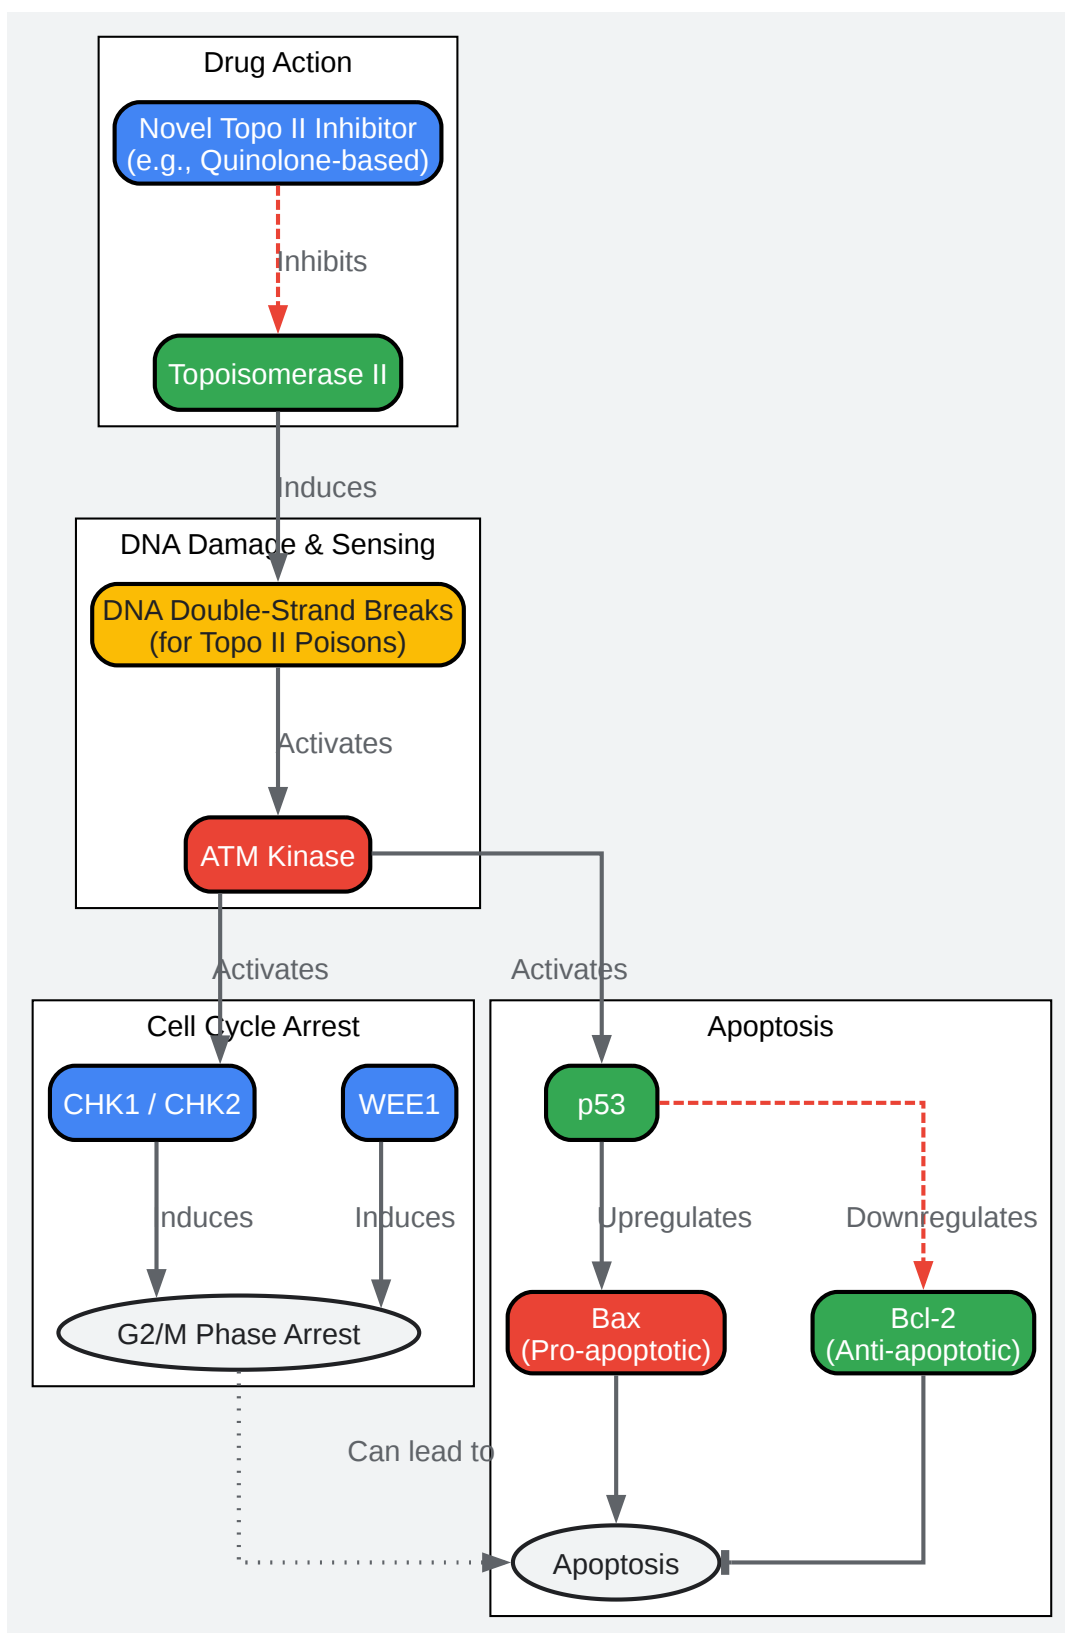 Drug Action
Novel Topo II Inhibitor
(e.g., Quinolone-based)
Inhibits
Topoisomerase II
Induces
DNA Damage & Sensing
DNA Double-Strand Breaks
(for Topo II Poisons)
Activates
ATM Kinase
Activates
Activates
Cell Cycle Arrest
Apoptosis
CHK1 / CHK2
WEE1
p53
Induces
Induces
Upregulates
Downregulates
G2/M Phase Arrest
Bax
(Pro-apoptotic)
Bcl-2
(Anti-apoptotic)
Can lead to
Apoptosis